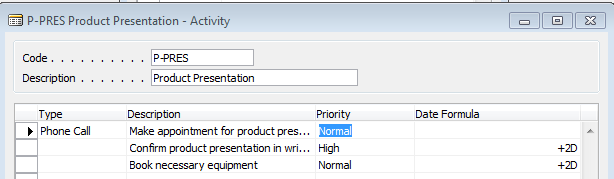 P-PRES Product Presentation - Activity
Code . . . . . . . . . . P-PRES
Description . . . . . . . Product Presentation
Type Description Priority Date Formula
Phone Call Make appointment for product pres... Normal
Confirm product presentation in wri... High +2D
Book necessary equipment Normal +2D